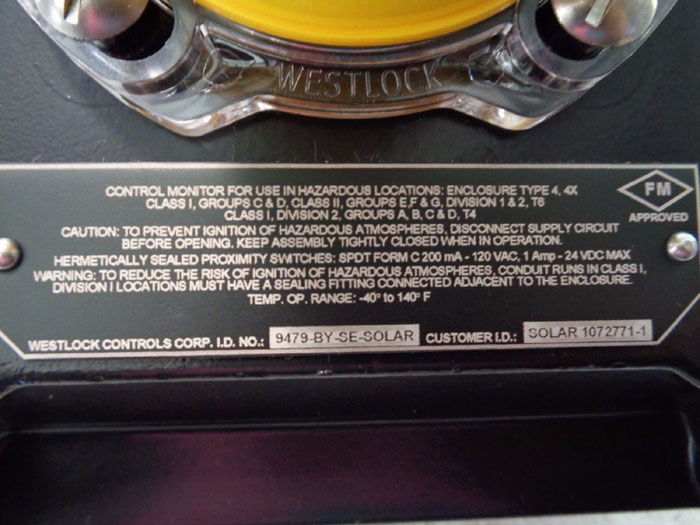 WESTLOCK
CONTROL MONITOR FOR USE IN HAZARDOUS LOCATIONS: ENCLOSURE TYPE 4, 4X
CLASS I, GROUPS C & D, CLASS II, GROUPS E,F & G, DIVISION 1 & 2, T6
CLASS I, DIVISION 2, GROUPS A, B, C & D, T4
FM
APPROVED
CAUTION: TO PREVENT IGNITION OF HAZARDOUS ATMOSPHERES, DISCONNECT SUPPLY CIRCUIT
BEFORE OPENING. KEEP ASSEMBLY TIGHTLY CLOSED WHEN IN OPERATION.
HERMETICALLY SEALED PROXIMITY SWITCHES: SPDT FORM C 200 mA - 120 VAC, 1 Amp - 24 VDC MAX
WARNING: TO REDUCE THE RISK OF IGNITION OF HAZARDOUS ATMOSPHERES, CONDUIT RUNS IN CLASS I,
DIVISION I LOCATIONS MUST HAVE A SEALING FITTING CONNECTED ADJACENT TO THE ENCLOSURE.
TEMP. OP. RANGE: -40° to 140° F
WESTLOCK CONTROLS CORP. I.D. NO.: 9479-BY-SE-SOLAR CUSTOMER I.D.: SOLAR 1072771-1